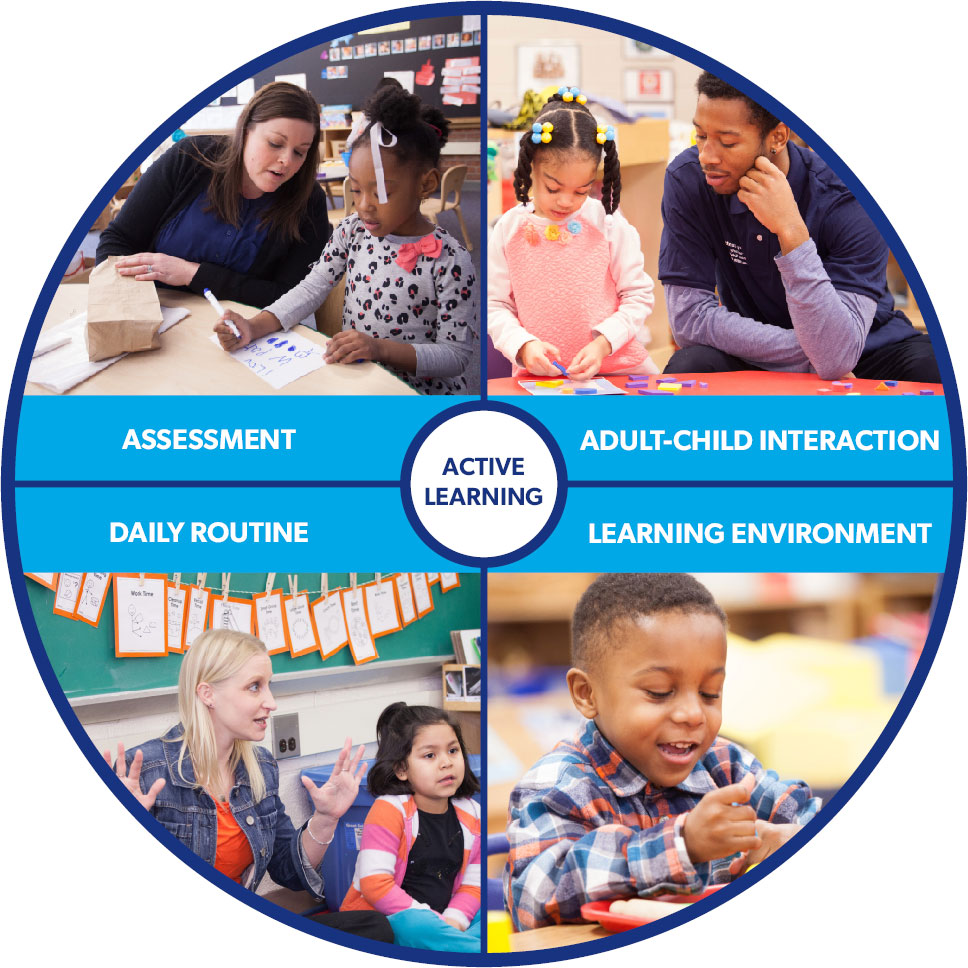 ASSESSMENT
ADULT-CHILD INTERACTION
ACTIVE
LEARNING
DAILY ROUTINE
LEARNING ENVIRONMENT
Work Time